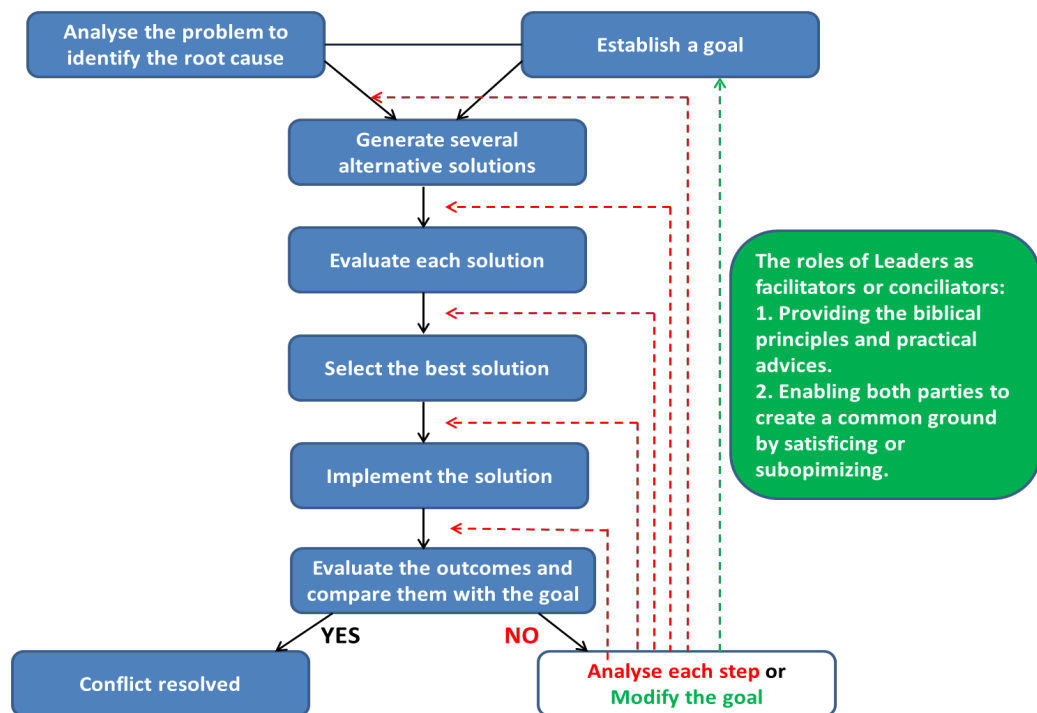 Analyse the problem to
identify the root cause
Establish a goal
Generate several
alternative solutions
Evaluate each solution
The roles of Leaders as
facilitators or conciliators:
1. Providing the biblical
principles and practical
advices.
2. Enabling both parties to
create a common ground
by satisficing or
subopimizing.
Select the best solution
Implement the solution
Evaluate the outcomes and
compare them with the goal
YES
NO
Conflict resolved
Analyse each step or
Modify the goal